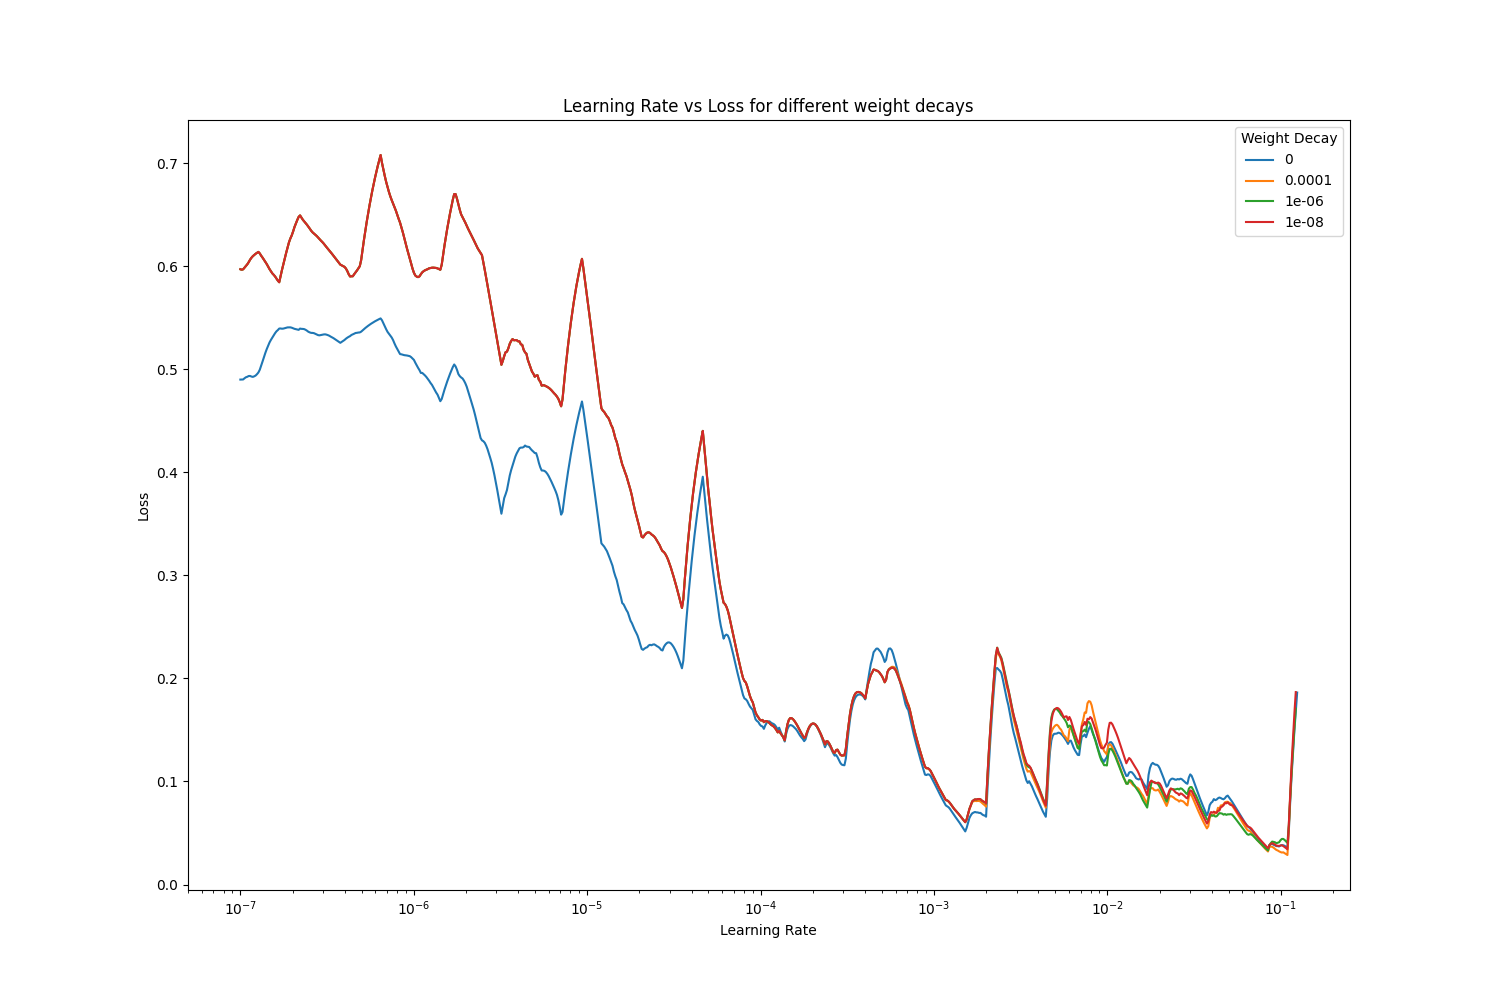 Learning Rate vs Loss for different weight decays
Weight Decay
0
0.0001
1e-06
1e-08
Loss
0.7
0.6
0.5
0.4
0.3
0.2
0.1
0.0
10⁻⁷ 10⁻⁶ 10⁻⁵ 10⁻⁴ 10⁻³ 10⁻² 10⁻¹
Learning Rate